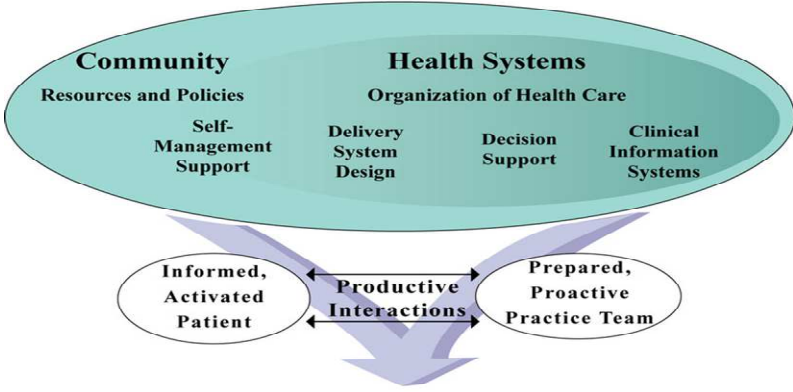 Community
Health Systems
Resources and Policies
Organization of Health Care
Self-
Management
Support
Delivery
System
Design
Decision
Support
Clinical
Information
Systems
Informed,
Activated
Patient
Productive
Interactions
Prepared,
Proactive
Practice Team